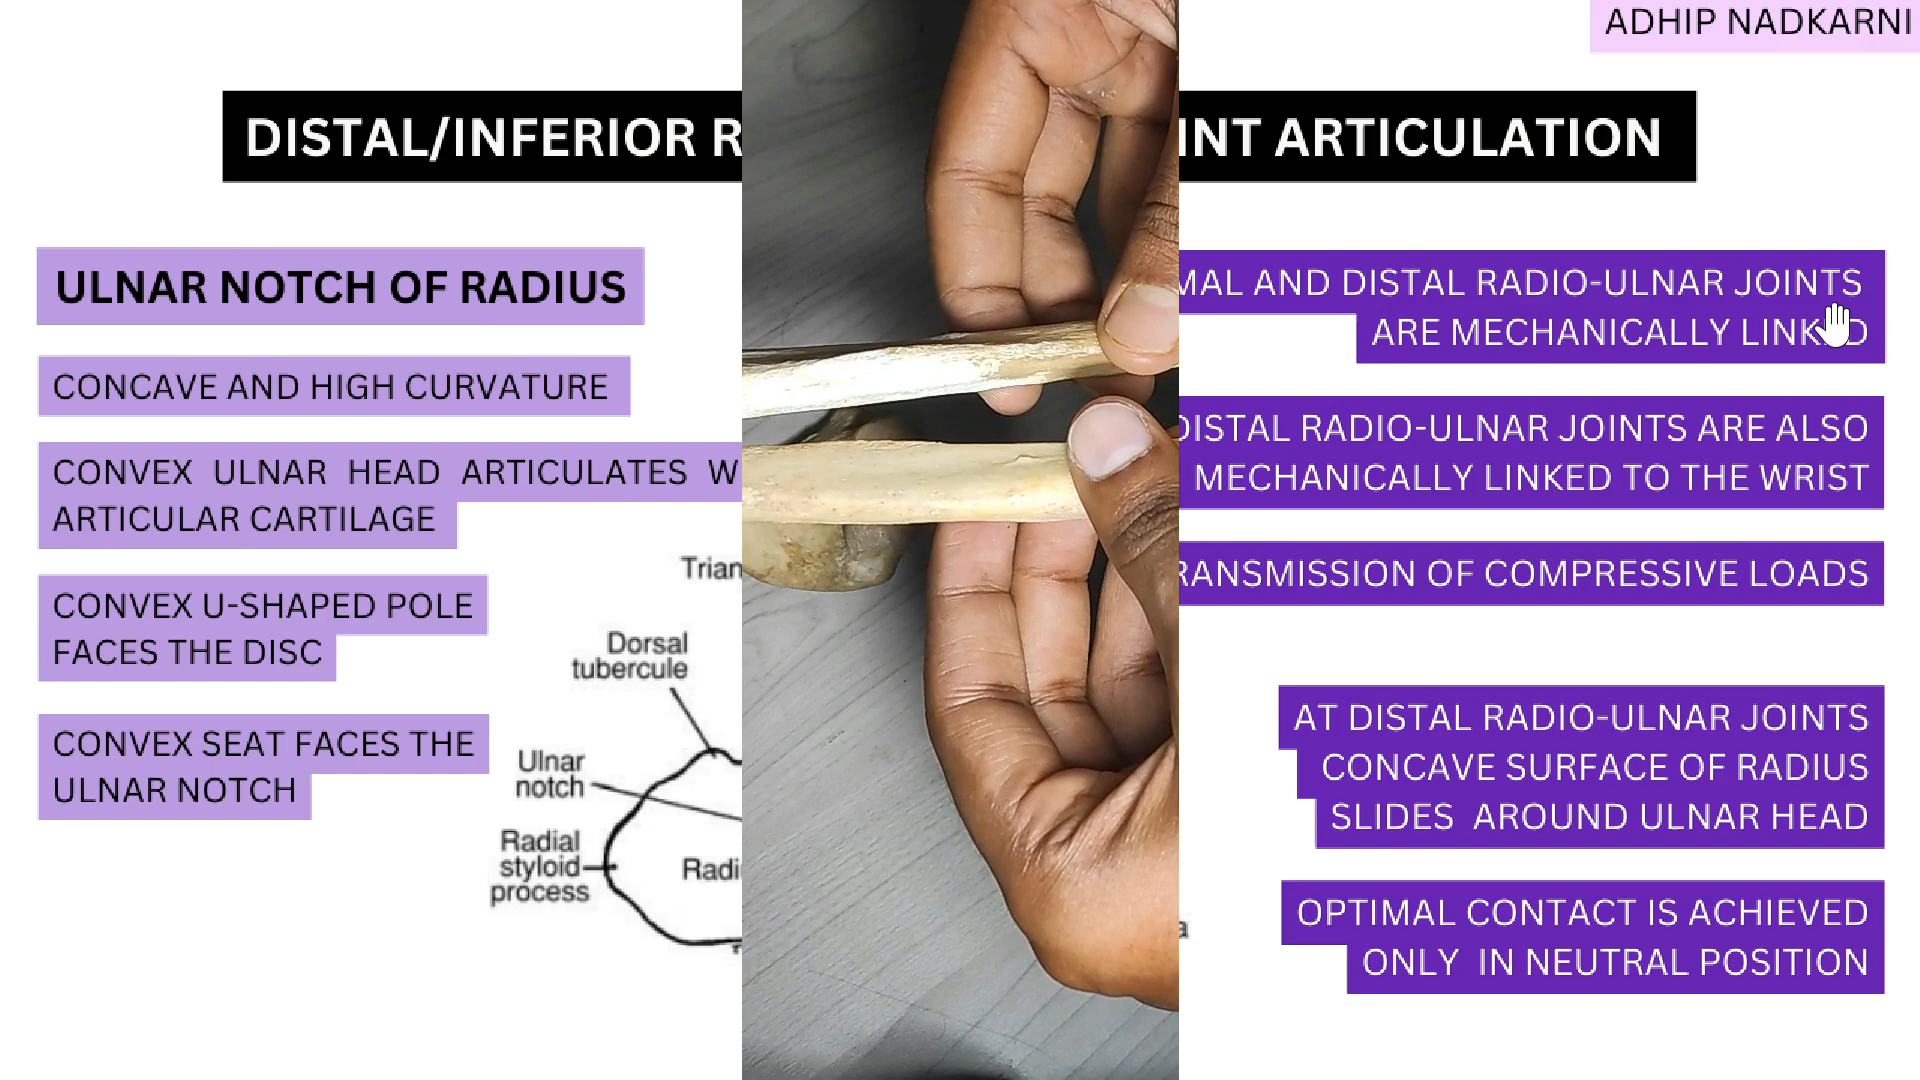 ADHIP NADKARNI
DISTAL/INFERIOR R
INT ARTICULATION
ULNAR NOTCH OF RADIUS
CONCAVE AND HIGH CURVATURE
CONVEX ULNAR HEAD ARTICULATES W
ARTICULAR CARTILAGE
CONVEX U-SHAPED POLE
FACES THE DISC
CONVEX SEAT FACES THE
ULNAR NOTCH
Trian
Dorsal
tubercule
Ulnar
notch
Radial
styloid
process
Radi
MAL AND DISTAL RADIO-ULNAR JOINTS
ARE MECHANICALLY LINKED
DISTAL RADIO-ULNAR JOINTS ARE ALSO
MECHANICALLY LINKED TO THE WRIST
RANSMISSION OF COMPRESSIVE LOADS
AT DISTAL RADIO-ULNAR JOINTS
CONCAVE SURFACE OF RADIUS
SLIDES AROUND ULNAR HEAD
OPTIMAL CONTACT IS ACHIEVED
ONLY IN NEUTRAL POSITION